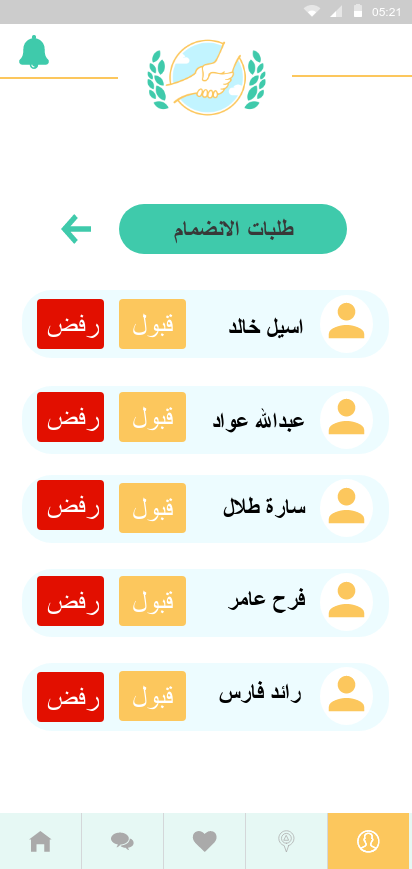 05:21
طلبات الانضمام
اسيل خالد قبول رفض
عبدالله عواد قبول رفض
سارة طلال قبول رفض
فرح عامر قبول رفض
رائد فارس قبول رفض